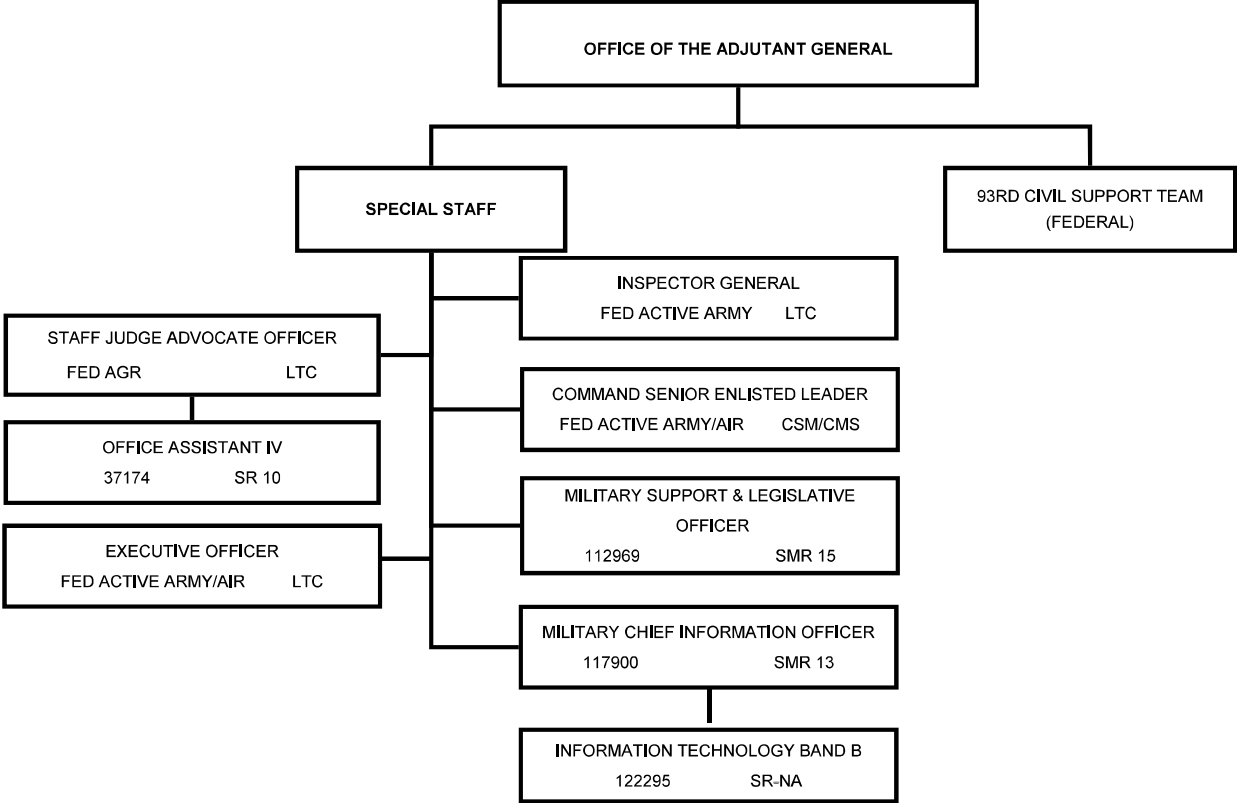 OFFICE OF THE ADJUTANT GENERAL
SPECIAL STAFF
93RD CIVIL SUPPORT TEAM
(FEDERAL)
INSPECTOR GENERAL
FED ACTIVE ARMY LTC
STAFF JUDGE ADVOCATE OFFICER
FED AGR LTC
COMMAND SENIOR ENLISTED LEADER
FED ACTIVE ARMY/AIR CSM/CMS
OFFICE ASSISTANT IV
37174 SR 10
MILITARY SUPPORT & LEGISLATIVE
OFFICER
112969 SMR 15
EXECUTIVE OFFICER
FED ACTIVE ARMY/AIR LTC
MILITARY CHIEF INFORMATION OFFICER
117900 SMR 13
INFORMATION TECHNOLOGY BAND B
122295 SR-NA